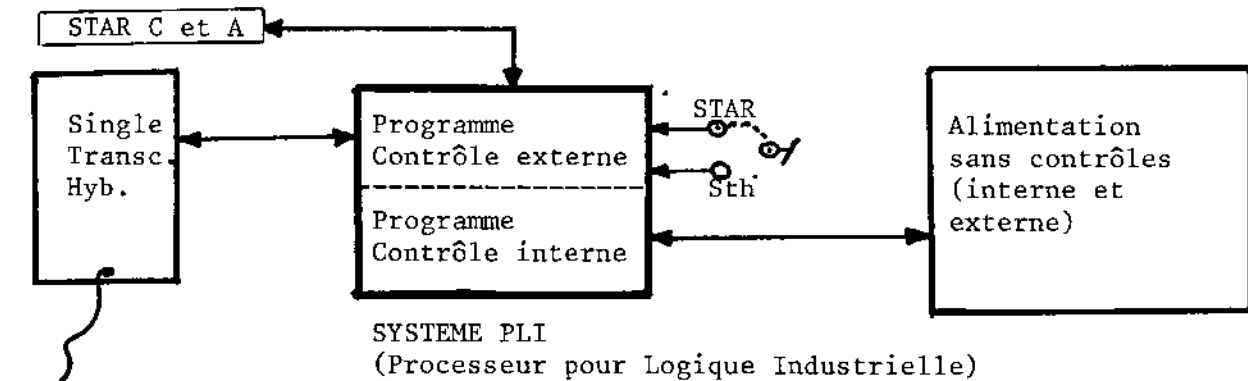 STAR C et A
Single
Transc.
Hyb.
Programme
Contrôle externe
Programme
Contrôle interne
STAR
Sth
Alimentation
sans contrôles
(interne et
externe)
SYSTEME PLI
(Processeur pour Logique Industrielle)